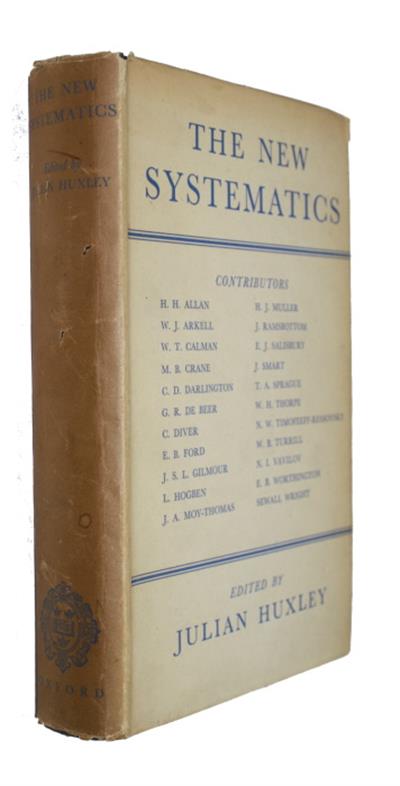 THE NEW
SYSTEMATICS
Edited by
JULIAN HUXLEY
OXFORD
THE NEW
SYSTEMATICS
CONTRIBUTORS
H. H. ALLAN
W. J. ARKELL
W. T. CALMAN
M. B. CRANE
C. D. DARLINGTON
G. R. DE BEER
C. DIVER
E. B. FORD
J. S. L. GILMOUR
L. HOGBEN
J. A. MOY-THOMAS
H. J. MULLER
J. RAMSBOTTOM
E. J. SALISBURY
J. SMART
T. A. SPRAGUE
W. H. THORPE
N. W. TIMOFEEFF-RESSOVSKY
W. B. TURRILL
N. I. VAVILOV
E. B. WORTHINGTON
SEWALL WRIGHT
EDITED BY
JULIAN HUXLEY